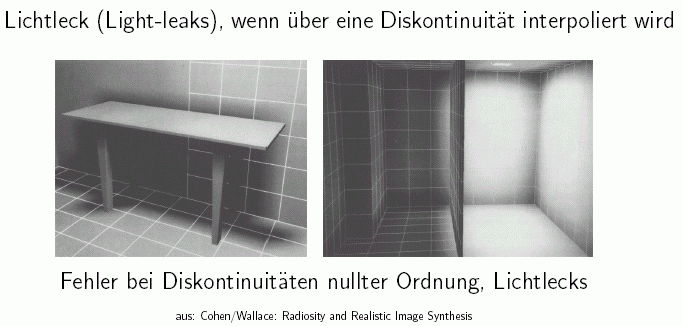 Lichtleck (Light-leaks), wenn über eine Diskontinuität interpoliert wird
Fehler bei Diskontinuitäten nullter Ordnung, Lichtlecks
aus: Cohen/Wallace: Radiosity and Realistic Image Synthesis